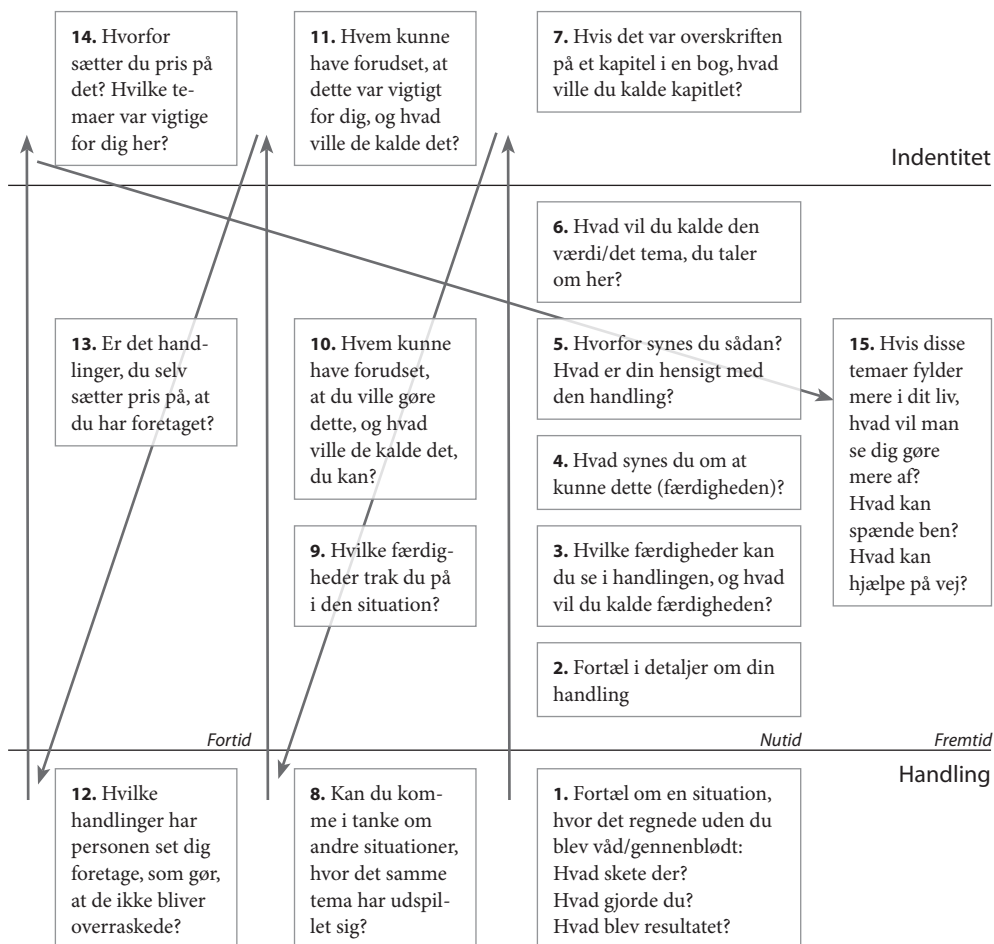 14. Hvorfor
sætter du pris på
det? Hvilke te-
maer var vigtige
for dig her?
11. Hvem kunne
have forudset, at
dette var vigtigt
for dig, og hvad
ville de kalde det?
7. Hvis det var overskriften
på et kapitel i en bog, hvad
ville du kalde kapitlet?
Indentitet
6. Hvad vil du kalde den
værdi/det tema, du taler
om her?
13. Er det hand-
linger, du selv
sætter pris på, at
du har foretaget?
10. Hvem kunne
have forudset,
at du ville gøre
dette, og hvad
ville de kalde det,
du kan?
5. Hvorfor synes du sådan?
Hvad er din hensigt med
den handling?
15. Hvis disse
temaer fylder
mere i dit liv,
hvad vil man
se dig gøre
mere af?
Hvad kan
spænde ben?
Hvad kan
hjælpe på vej?
4. Hvad synes du om at
kunne dette (færdigheden)?
9. Hvilke færdig-
heder trak du på
i den situation?
3. Hvilke færdigheder kan
du se i handlingen, og hvad
vil du kalde færdigheden?
2. Fortæl i detaljer om din
handling
Fortid
Nutid
Fremtid
Handling
12. Hvilke
handlinger har
personen set dig
foretage, som gør,
at de ikke bliver
overraskede?
8. Kan du kom-
me i tanke om
andre situationer,
hvor det samme
tema har udspil-
let sig?
1. Fortæl om en situation,
hvor det regnede uden du
blev våd/gennenblødt:
Hvad skete der?
Hvad gjorde du?
Hvad blev resultatet?